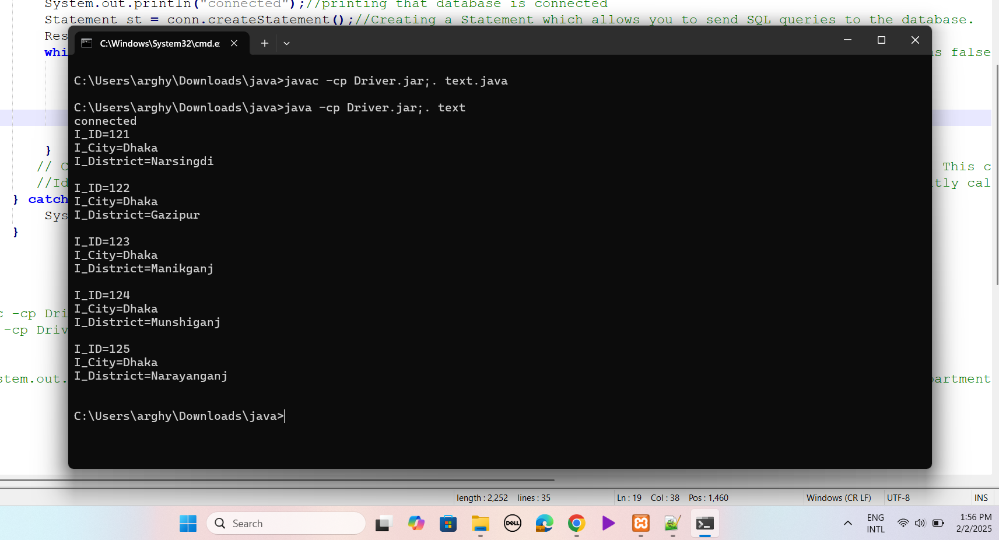 System.out.println("connected");//printing that database is connected
Statement st = conn.createStatement();//Creating a Statement which allows you to send SQL queries to the database.
C:\Windows\System32\cmd.e
false
C:\Users\arghy\Downloads\java>javac -cp Driver.jar;. text.java
C:\Users\arghy\Downloads\java>java -cp Driver.jar;. text
connected
I_ID=121
I_City=Dhaka
I_District=Narsingdi
I_ID=122
I_City=Dhaka
I_District=Gazipur
I_ID=123
I_City=Dhaka
I_District=Manikganj
I_ID=124
I_City=Dhaka
I_District=Munshiganj
I_ID=125
I_City=Dhaka
I_District=Narayanganj
C:\Users\arghy\Downloads\java>
}
// C This c
//Id tly cal
} catch
Sys
}
c -cp Dri
-cp Driv
stem.out. partment
length : 2,252 lines : 35 Ln : 19 Col : 38 Pos : 1,460 Windows (CR LF) UTF-8 INS
Search
DELL
ENG
INTL
1:56 PM
2/2/2025